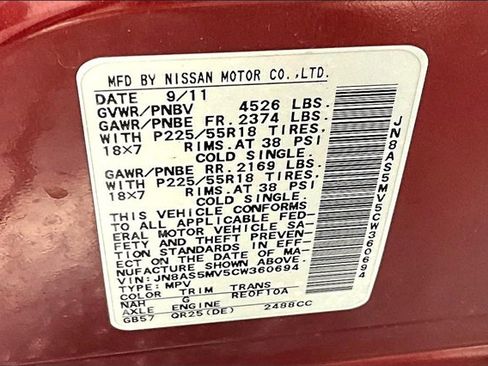 MFD BY NISSAN MOTOR CO.,LTD.
DATE 9/11
GVWR/PNBV 4526 LBS.
GAWR/PNBE FR. 2374 LBS.
WITH P225/55R18 TIRES.
18×7 RIMS.AT 38 PSI
COLD SINGLE.
GAWR/PNBE RR. 2169 LBS.
WITH P225/55R18 TIRES.
18×7 RIMS.AT 38 PSI
COLD SINGLE.
THIS VEHICLE CONFORMS
TO ALL APPLICABLE FED-
ERAL MOTOR VEHICLE SA-
FETY AND THEFT PREVEN-
TION STANDARDS IN EFF-
ECT ON THE DATE OF MA-
NUFACTURE SHOWN ABOVE.
VIN: JN8AS5MV5CW360694
TYPE: MPV
COLOR TRIM TRANS
NAH G RE0F10A
AXLE ENGINE
GB57 QR25(DE) 2488CC
JN8AS5MV5CW360694